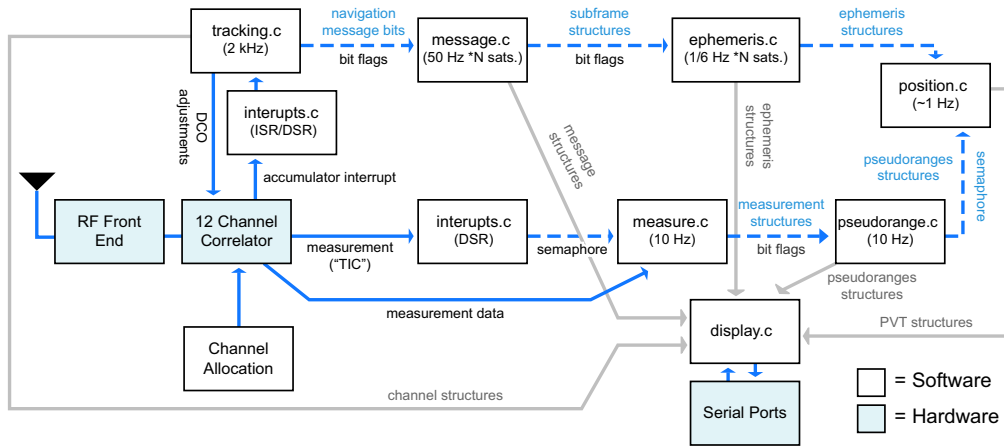 tracking.c
(2 kHz)
navigation
message bits
bit flags
message.c
(50 Hz *N sats.)
subframe
structures
bit flags
ephemeris.c
(1/6 Hz *N sats.)
ephemeris
structures
position.c
(~1 Hz)
DCO
adjustments
interupts.c
(ISR/DSR)
accumulator interrupt
message structures
ephemeris
structures
pseudoranges
structures
semaphore
RF Front
End
12 Channel
Correlator
measurement
("TIC")
interupts.c
(DSR)
semaphore
measure.c
(10 Hz)
measurement
structures
bit flags
pseudorange.c
(10 Hz)
pseudoranges
structures
measurement data
Channel
Allocation
display.c
PVT structures
channel structures
Serial Ports
= Software
= Hardware